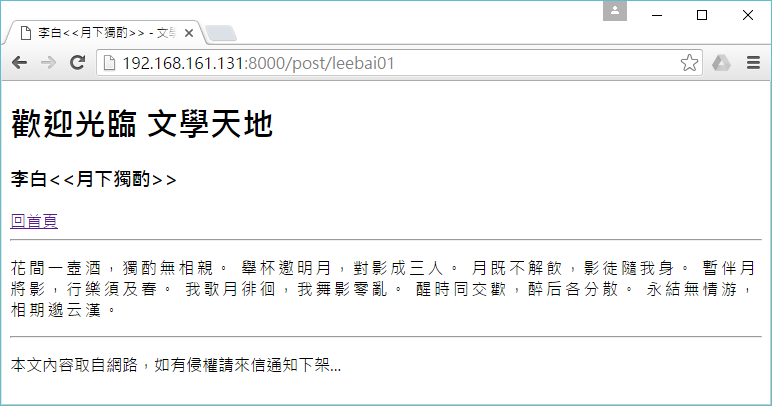 李白<<月下獨酌>> - 文學
192.168.161.131:8000/post/leebai01
歡迎光臨 文學天地
李白<<月下獨酌>>
回首頁
花間一壺酒，獨酌無相親。 舉杯邀明月，對影成三人。 月既不解飲，影徒隨我身。 暫伴月
將影，行樂須及春。 我歌月徘徊，我舞影零亂。 醒時同交歡，醉后各分散。 永結無情游，
相期邈云漢。
本文內容取自網路，如有侵權請來信通知下架...